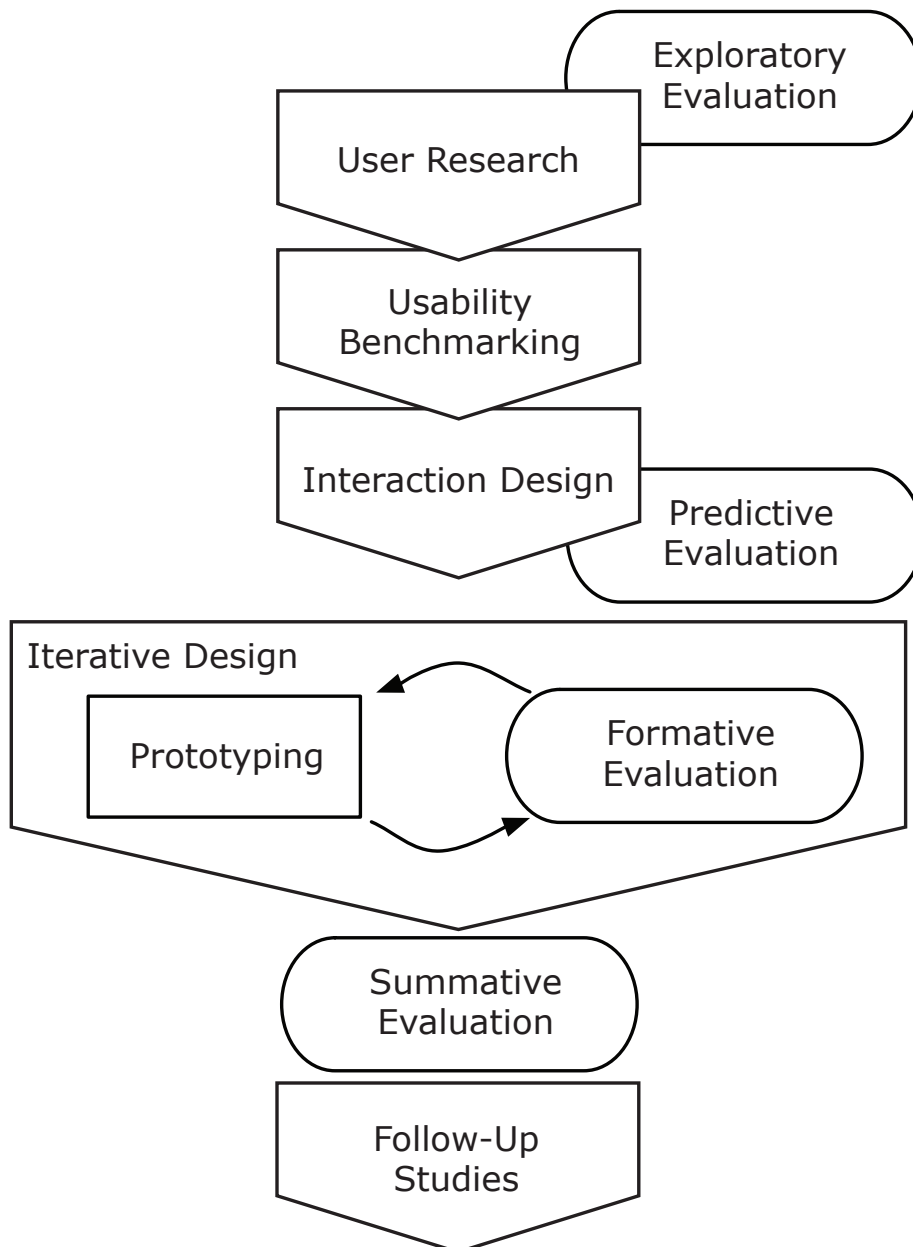 Exploratory
Evaluation
User Research
Usability
Benchmarking
Interaction Design
Predictive
Evaluation
Iterative Design
Prototyping
Formative
Evaluation
Summative
Evaluation
Follow-Up
Studies